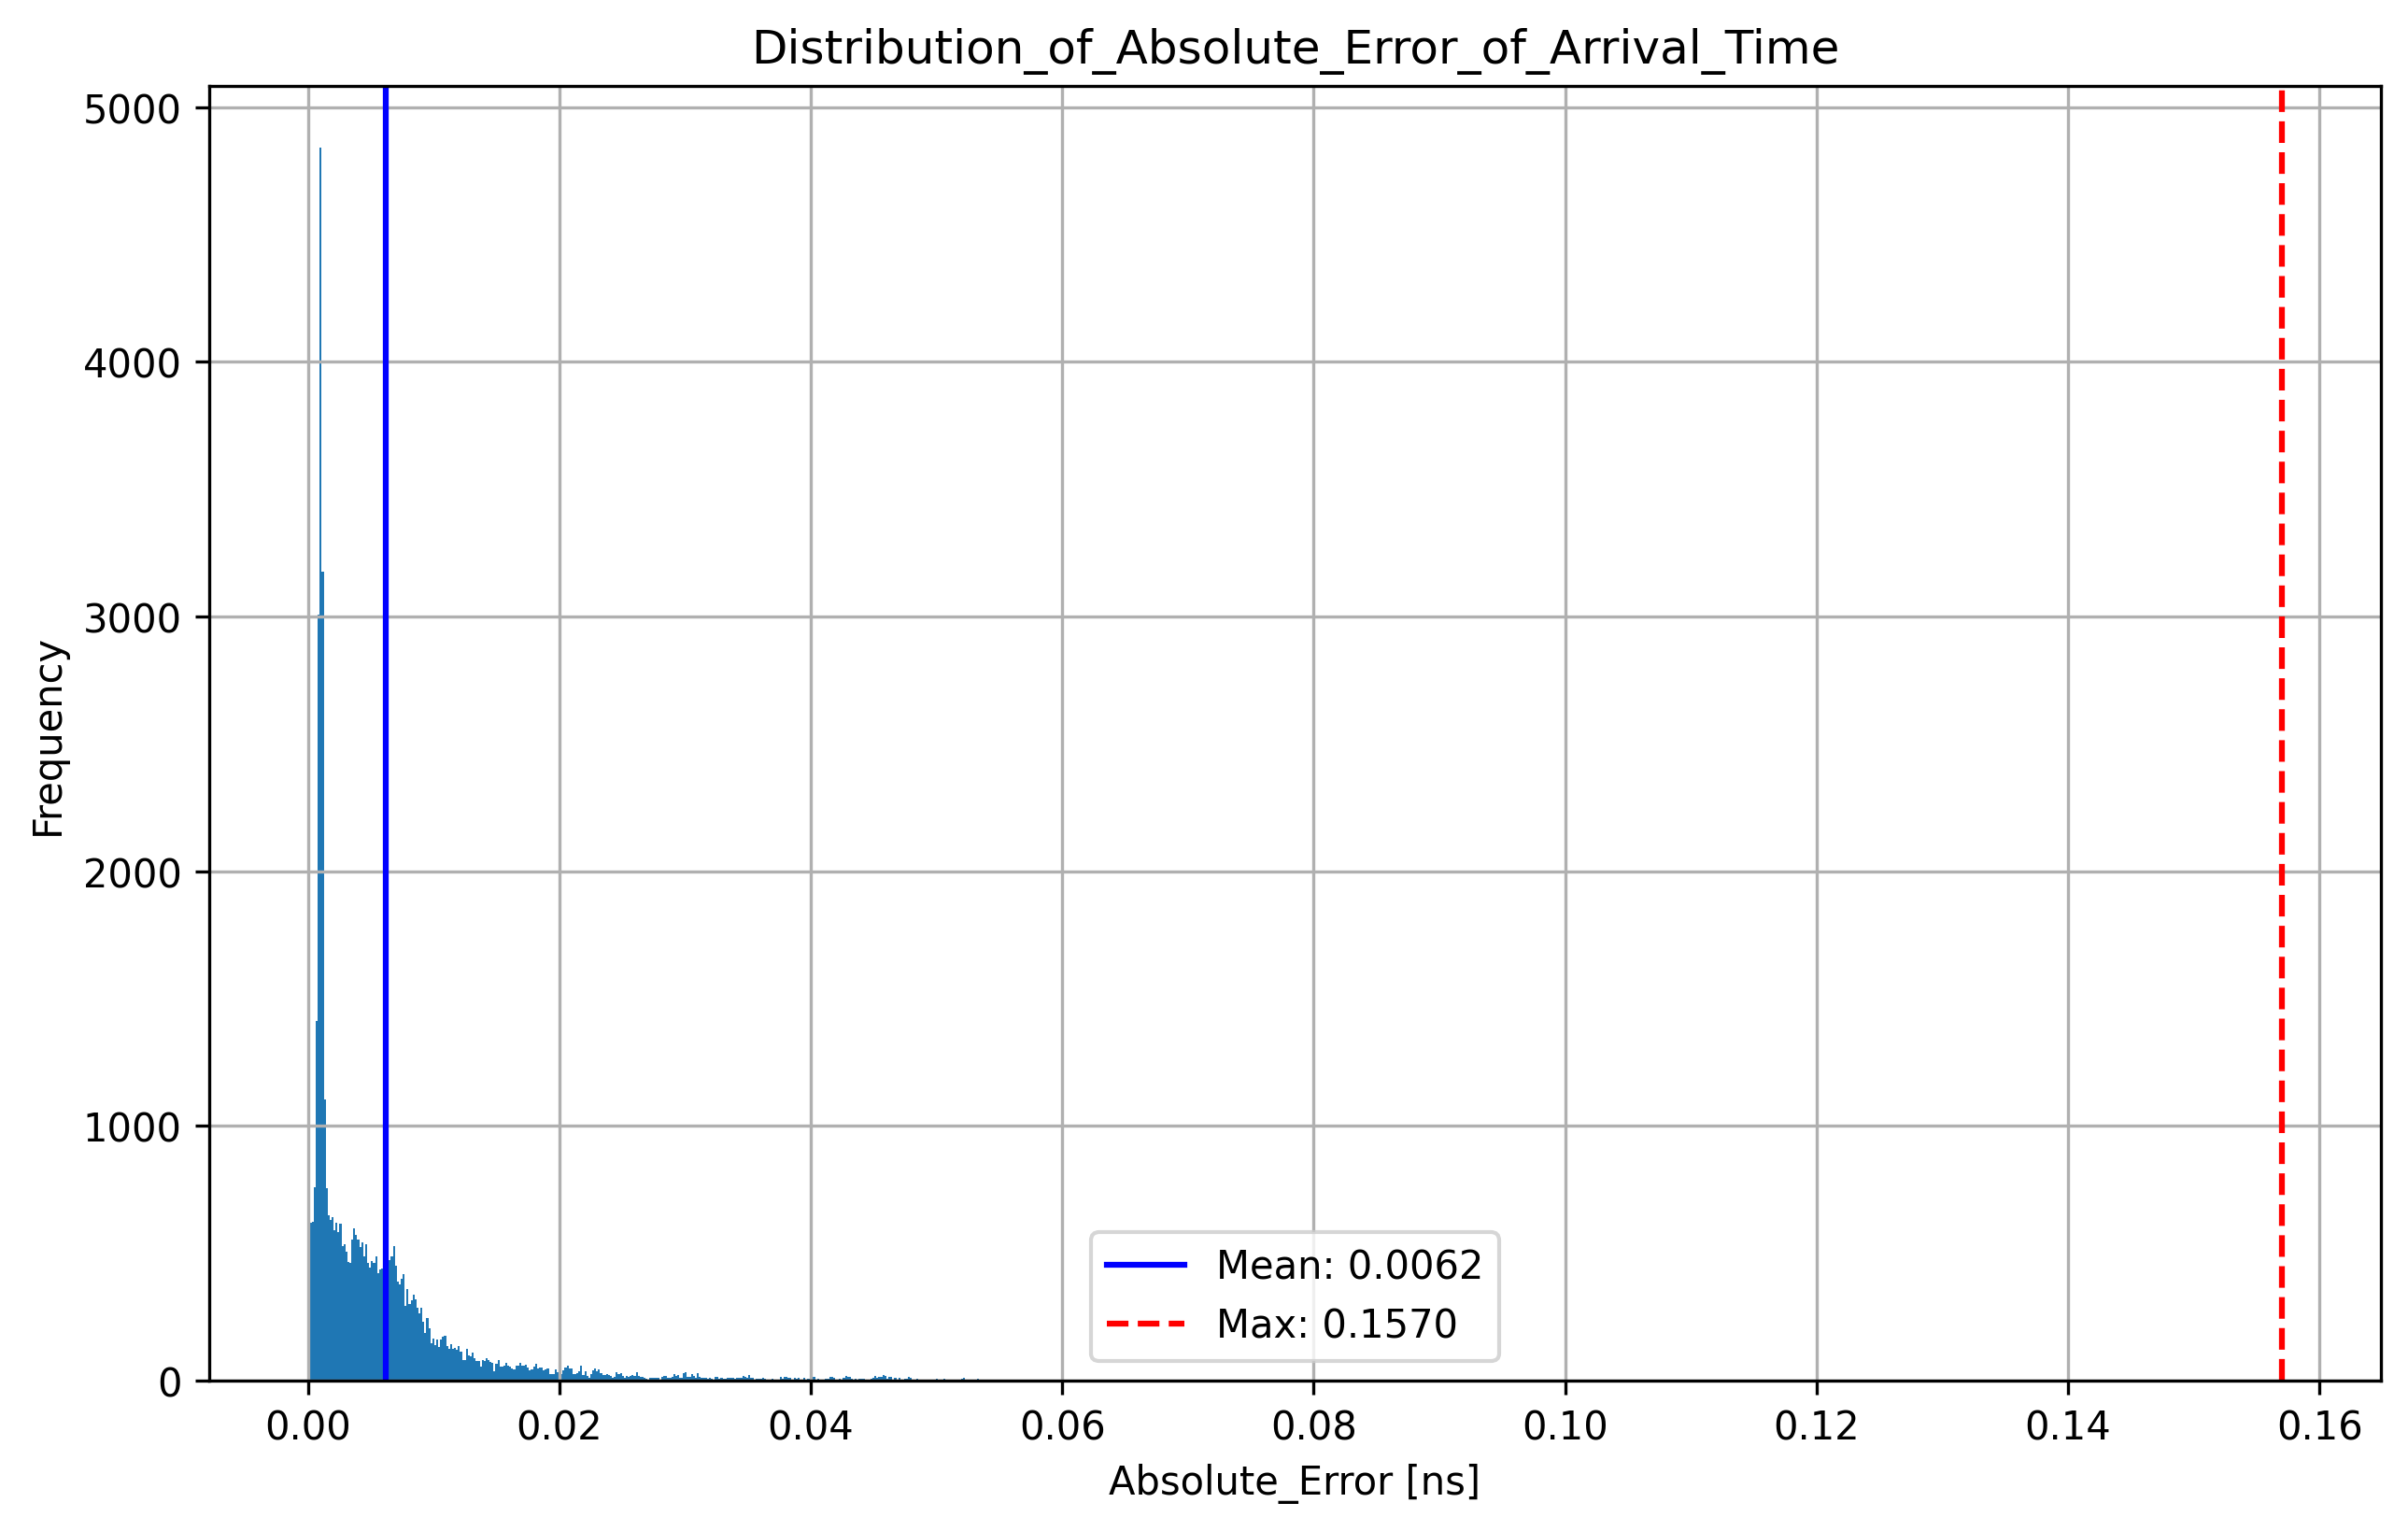 Distribution_of_Absolute_Error_of_Arrival_Time
5000
4000
3000
2000
1000
0
Frequency
Mean: 0.0062
Max: 0.1570
0.00 0.02 0.04 0.06 0.08 0.10 0.12 0.14 0.16
Absolute_Error [ns]